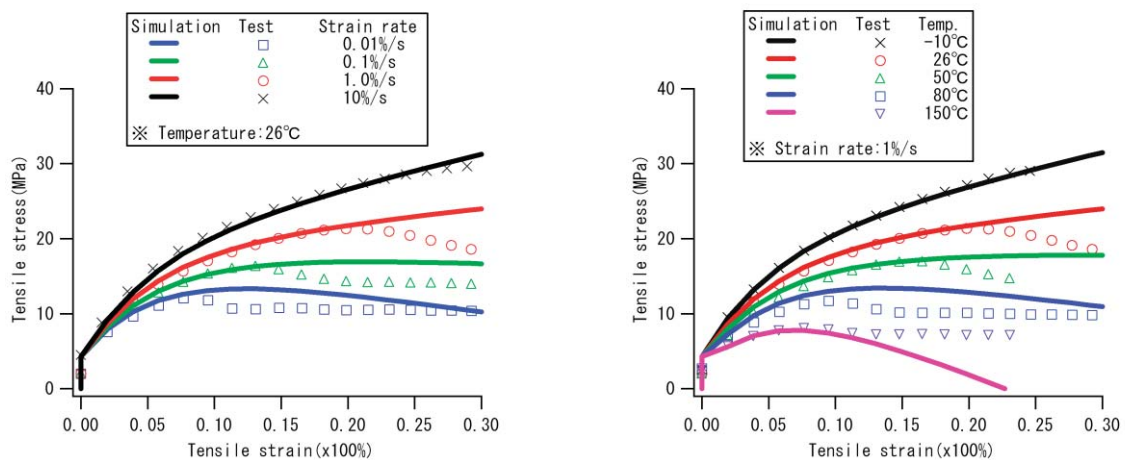 Simulation Test Strain rate
0.01%/s
0.1%/s
1.0%/s
10%/s
※ Temperature:26℃
40
30
20
10
0
Tensile stress(MPa)
0.00 0.05 0.10 0.15 0.20 0.25 0.30
Tensile strain(x100%)
Simulation Test Temp.
-10℃
26℃
50℃
80℃
150℃
※ Strain rate:1%/s
40
30
20
10
0
Tensile stress(MPa)
0.00 0.05 0.10 0.15 0.20 0.25 0.30
Tensile strain(x100%)